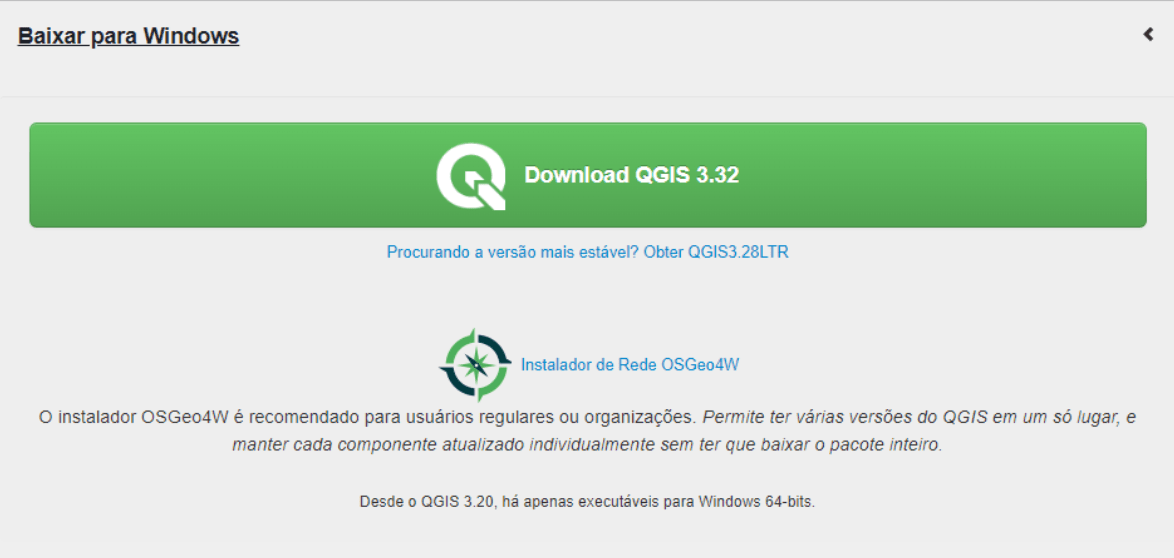 Baixar para Windows
Download QGIS 3.32
Procurando a versão mais estável? Obter QGIS3.28LTR
Instalador de Rede OSGeo4W
O instalador OSGeo4W é recomendado para usuários regulares ou organizações. Permite ter várias versões do QGIS em um só lugar, e
manter cada componente atualizado individualmente sem ter que baixar o pacote inteiro.
Desde o QGIS 3.20, há apenas executáveis para Windows 64-bits.